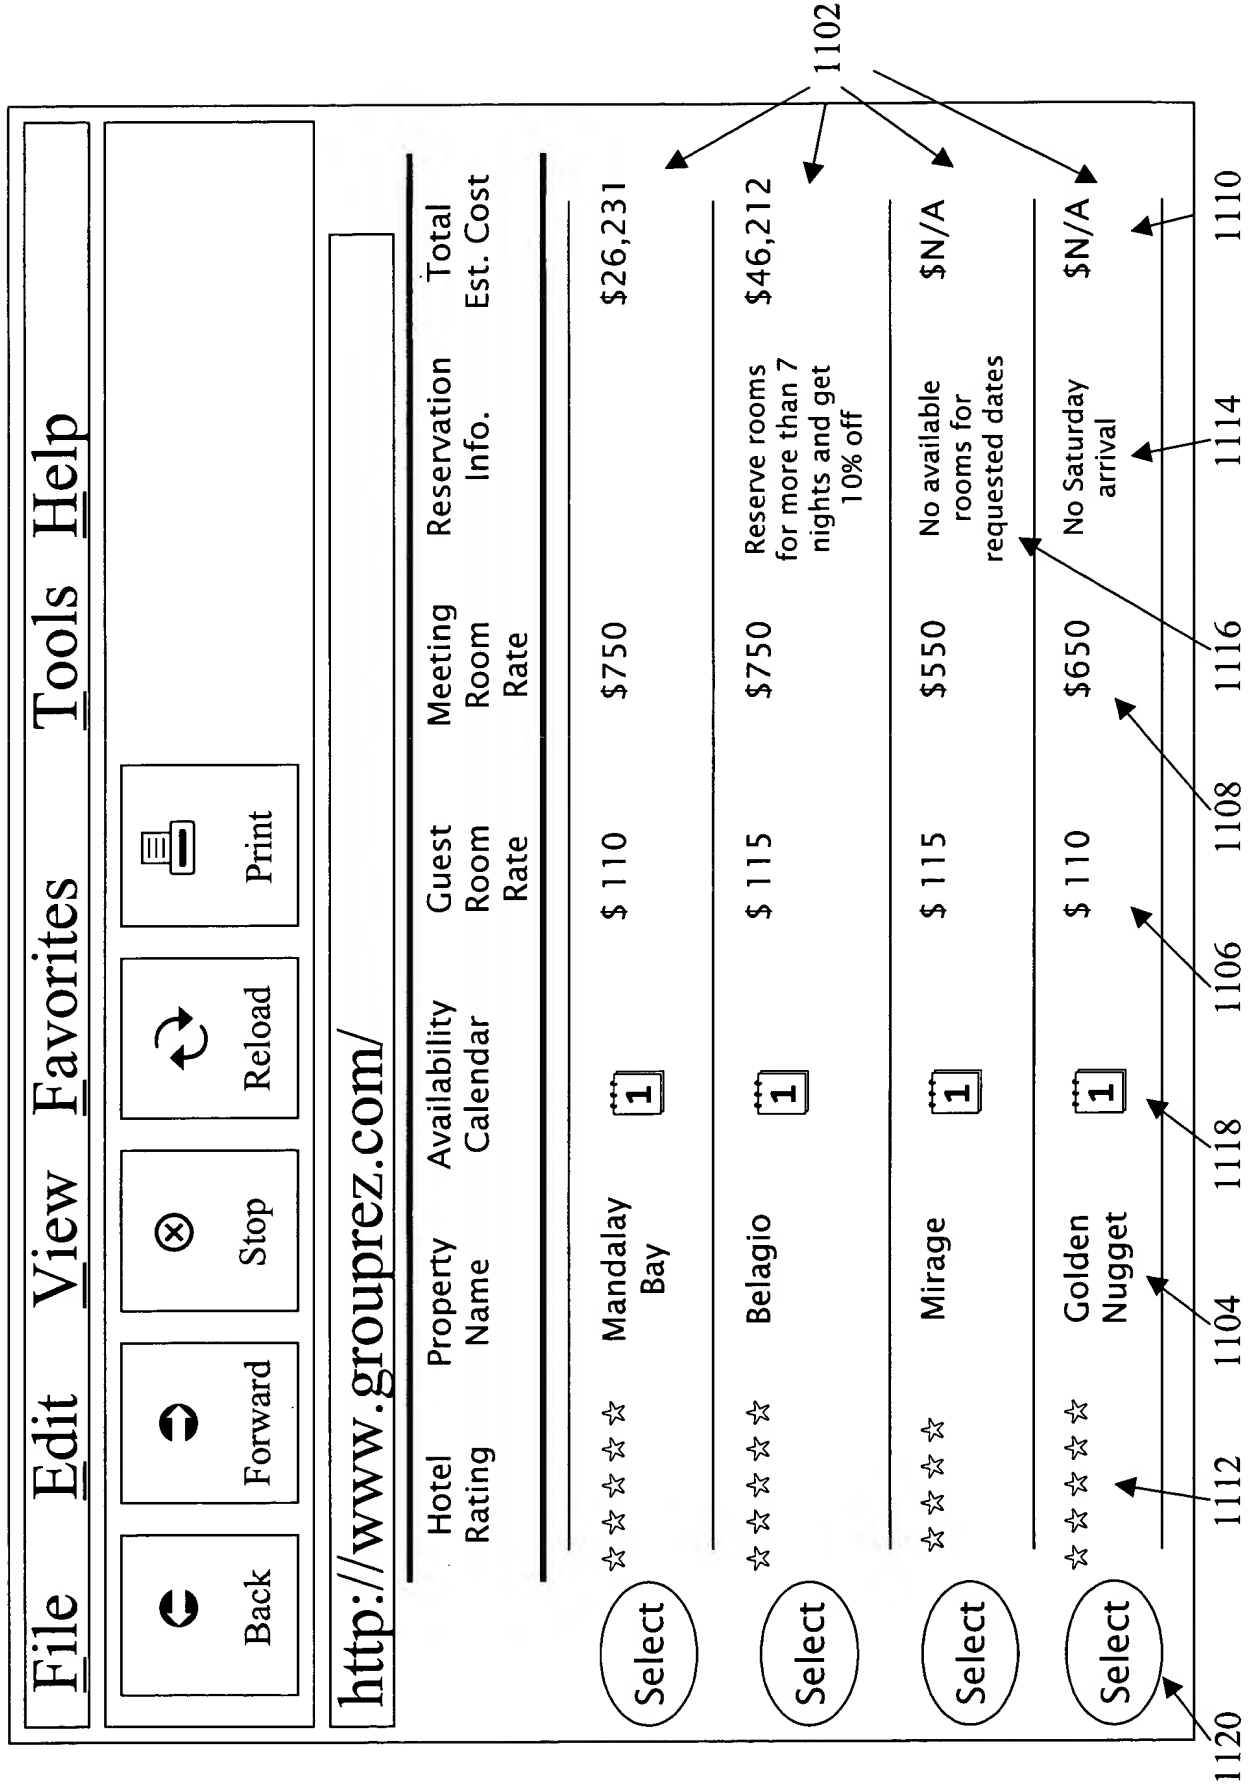 File Edit View Favorites Tools Help
Back
Forward
Stop
Reload
Print
http://www.grouprez.com/
Hotel
Rating
Property
Name
Availability
Calendar
Guest
Room
Rate
Meeting
Room
Rate
Reservation
Info.
Total
Est. Cost
Select
☆ ☆ ☆ ☆ ☆
Mandalay
Bay
1
$ 110
$750
$26,231
Select
☆ ☆ ☆ ☆ ☆
Belagio
1
$ 115
$750
Reserve rooms
for more than 7
nights and get
10% off
$46,212
Select
☆ ☆ ☆ ☆
Mirage
1
$ 115
$550
No available
rooms for
requested dates
$N/A
Select
☆ ☆ ☆ ☆ ☆
Golden
Nugget
1
$ 110
$650
No Saturday
arrival
$N/A
1102
1120
1112
1104
1118
1106
1108
1116
1114
1110